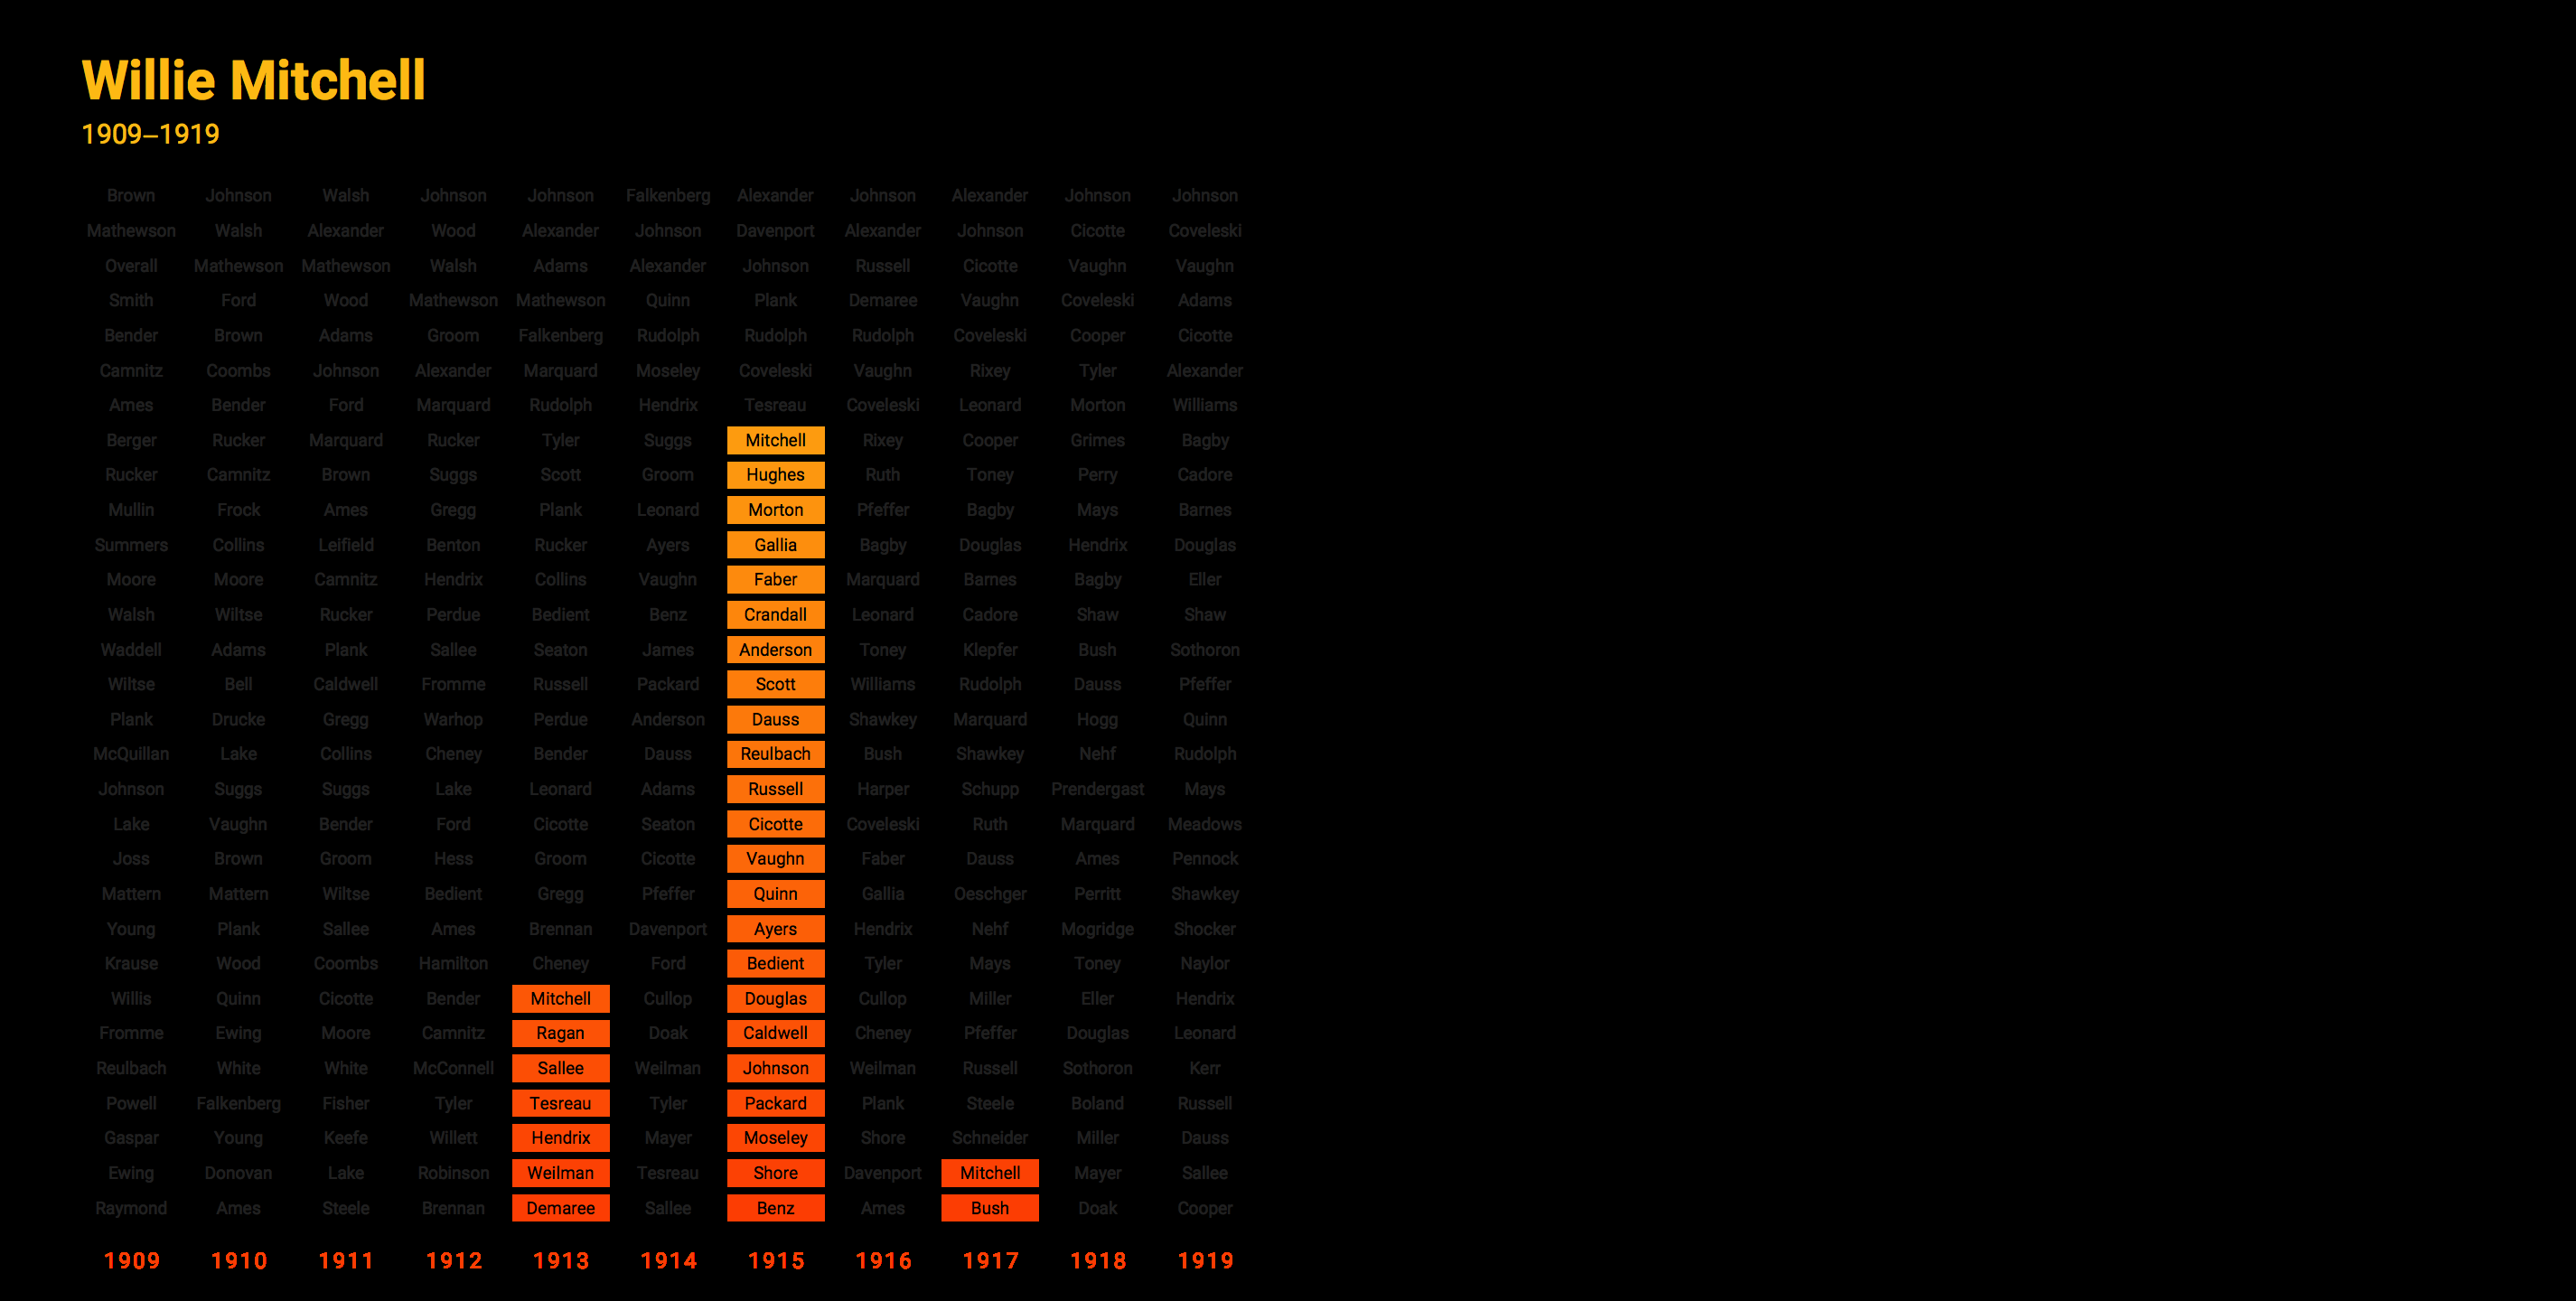 Willie Mitchell
1909–1919
Brown Johnson Walsh Johnson Johnson Falkenberg Alexander Johnson Alexander Johnson Johnson
Mathewson Walsh Alexander Wood Alexander Johnson Davenport Alexander Johnson Cicotte Coveleski
Overall Mathewson Mathewson Walsh Adams Alexander Johnson Russell Cicotte Vaughn Vaughn
Smith Ford Wood Mathewson Mathewson Quinn Plank Demaree Vaughn Coveleski Adams
Bender Brown Adams Groom Falkenberg Rudolph Rudolph Rudolph Coveleski Cooper Cicotte
Camnitz Coombs Johnson Alexander Marquard Moseley Coveleski Vaughn Rixey Tyler Alexander
Ames Bender Ford Marquard Rudolph Hendrix Tesreau Coveleski Leonard Morton Williams
Berger Rucker Marquard Rucker Tyler Suggs Mitchell Rixey Cooper Grimes Bagby
Rucker Camnitz Brown Suggs Scott Groom Hughes Ruth Toney Perry Cadore
Mullin Frock Ames Gregg Plank Leonard Morton Pfeffer Bagby Mays Barnes
Summers Collins Leifield Benton Rucker Ayers Gallia Bagby Douglas Hendrix Douglas
Moore Moore Camnitz Hendrix Collins Vaughn Faber Marquard Barnes Bagby Eller
Walsh Wiltse Rucker Perdue Bedient Benz Crandall Leonard Cadore Shaw Shaw
Waddell Adams Plank Sallee Seaton James Anderson Toney Klepfer Bush Sothoron
Wiltse Bell Caldwell Fromme Russell Packard Scott Williams Rudolph Dauss Pfeffer
Plank Drucke Gregg Warhop Perdue Anderson Dauss Shawkey Marquard Hogg Quinn
McQuillan Lake Collins Cheney Bender Dauss Reulbach Bush Shawkey Nehf Rudolph
Johnson Suggs Suggs Lake Leonard Adams Russell Harper Schupp Prendergast Mays
Lake Vaughn Bender Ford Cicotte Seaton Cicotte Coveleski Ruth Marquard Meadows
Joss Brown Groom Hess Groom Cicotte Vaughn Faber Dauss Ames Pennock
Mattern Mattern Wiltse Bedient Gregg Pfeffer Quinn Gallia Oeschger Perritt Shawkey
Young Plank Sallee Ames Brennan Davenport Ayers Hendrix Nehf Mogridge Shocker
Krause Wood Coombs Hamilton Cheney Ford Bedient Tyler Mays Toney Naylor
Willis Quinn Cicotte Bender Mitchell Cullop Douglas Cullop Miller Eller Hendrix
Fromme Ewing Moore Camnitz Ragan Doak Caldwell Cheney Pfeffer Douglas Leonard
Reulbach White White McConnell Sallee Weilman Johnson Weilman Russell Sothoron Kerr
Powell Falkenberg Fisher Tyler Tesreau Tyler Packard Plank Steele Boland Russell
Gaspar Young Keefe Willett Hendrix Mayer Moseley Shore Schneider Miller Dauss
Ewing Donovan Lake Robinson Weilman Tesreau Shore Davenport Mitchell Mayer Sallee
Raymond Ames Steele Brennan Demaree Sallee Benz Ames Bush Doak Cooper
1909 1910 1911 1912 1913 1914 1915 1916 1917 1918 1919